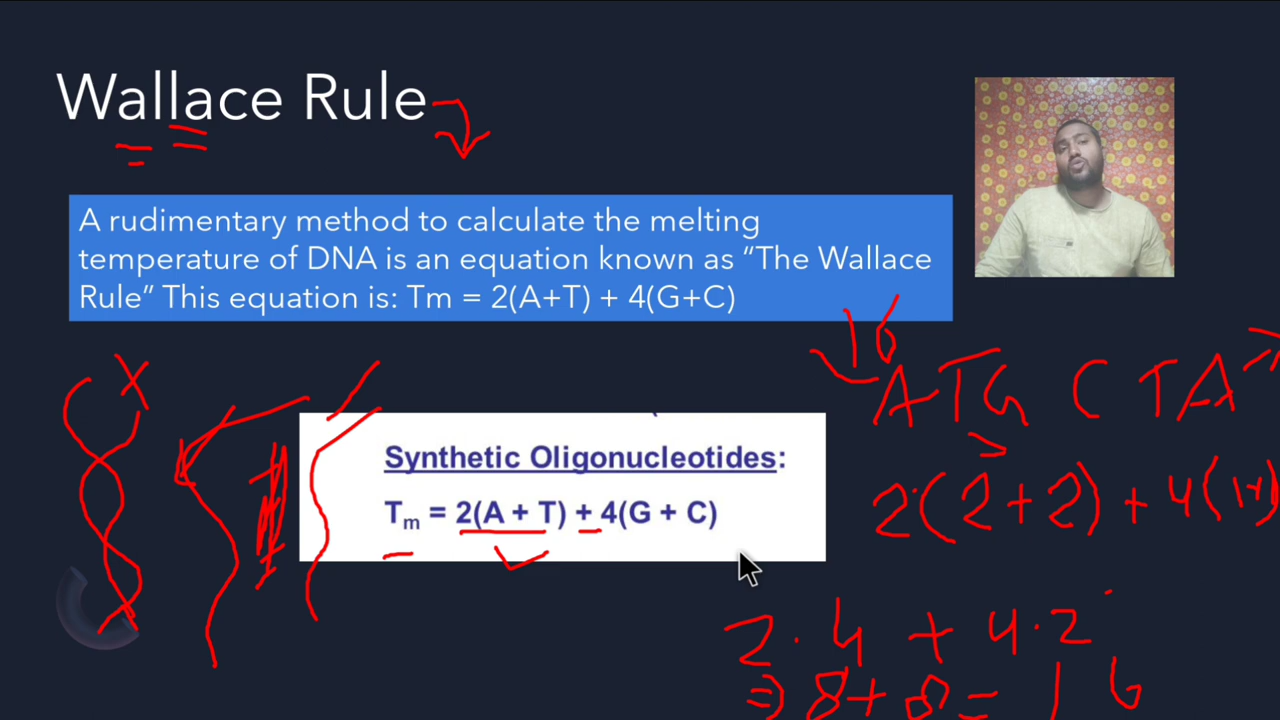 Wallace Rule
A rudimentary method to calculate the melting
temperature of DNA is an equation known as “The Wallace
Rule” This equation is: Tm = 2(A+T) + 4(G+C)
16
ATG CTA
Synthetic Oligonucleotides:
Tm = 2(A + T) + 4(G + C)
2(2+2) + 4(1+
2·4 + 4·2
⇒ 8+8=16